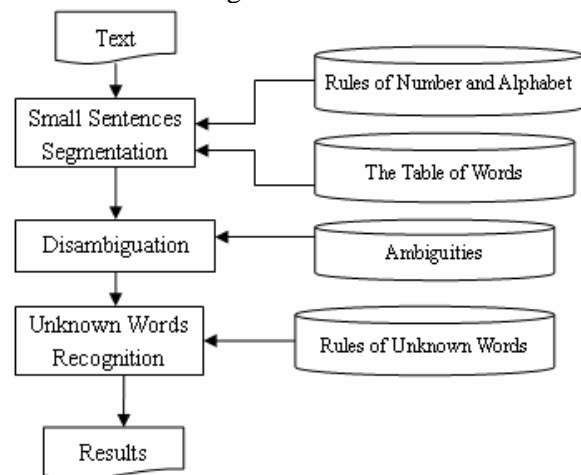 Text
Rules of Number and Alphabet
Small Sentences
Segmentation
The Table of Words
Disambiguation
Ambiguities
Unknown Words
Recognition
Rules of Unknown Words
Results